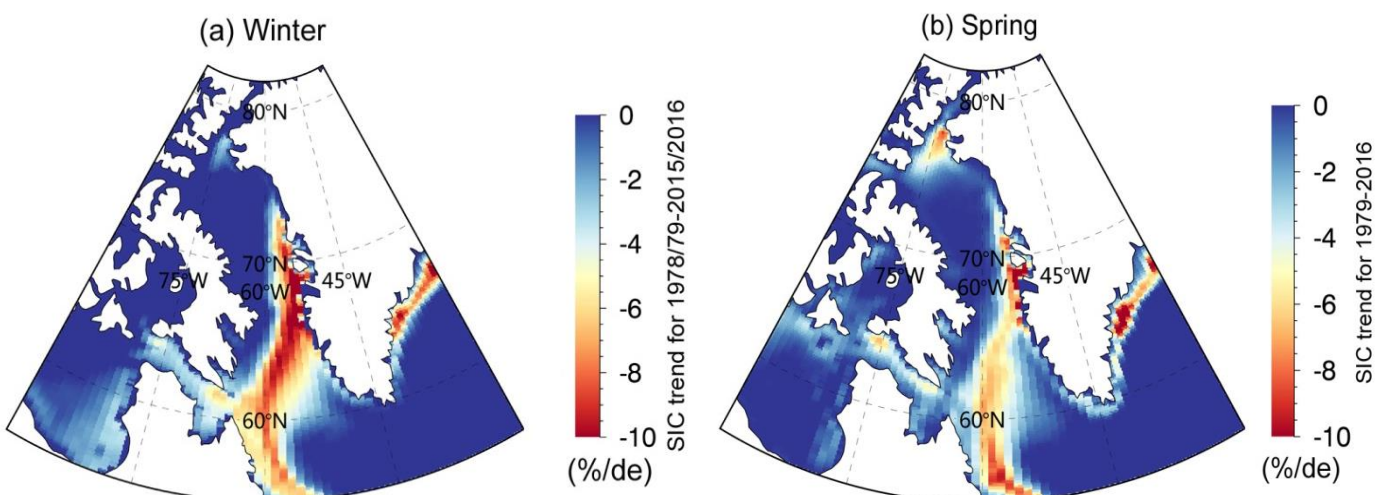 (a) Winter
80°N
75°W
70°N
60°W
45°W
60°N
0
-2
-4
-6
-8
-10
(%/de)
SIC trend for 1978/79-2015/2016
(b) Spring
80°N
75°W
70°N
60°W
45°W
60°N
0
-2
-4
-6
-8
-10
(%/de)
SIC trend for 1979-2016